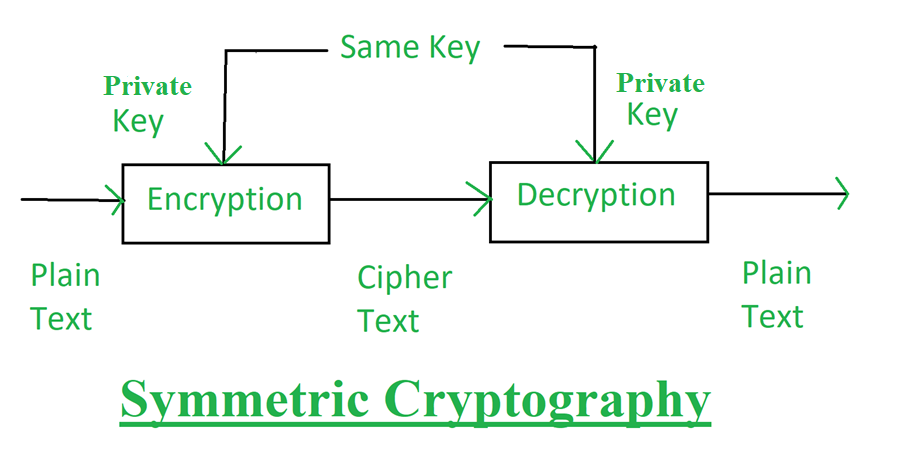 Same Key
Private
Key
Private
Key
Encryption
Decryption
Plain
Text
Cipher
Text
Plain
Text
Symmetric Cryptography